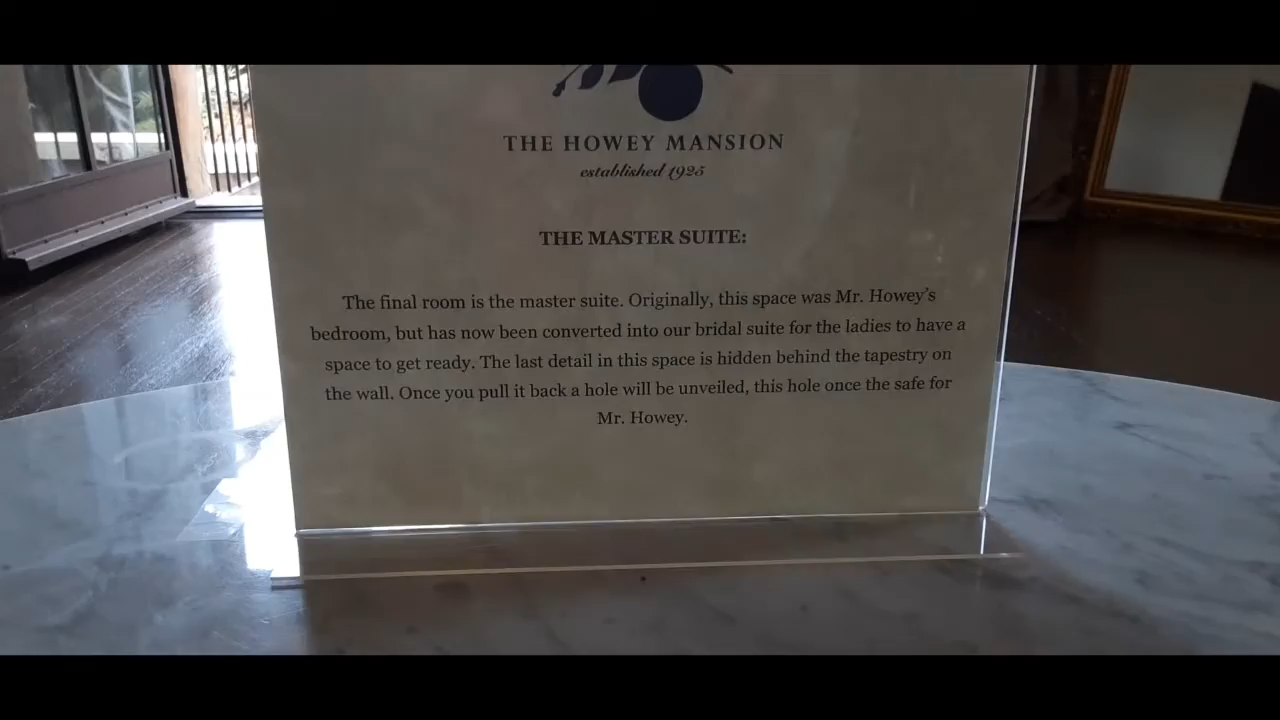 THE HOWEY MANSION
established 1925
THE MASTER SUITE:
The final room is the master suite. Originally, this space was Mr. Howey's
bedroom, but has now been converted into our bridal suite for the ladies to have a
space to get ready. The last detail in this space is hidden behind the tapestry on
the wall. Once you pull it back a hole will be unveiled, this hole once the safe for
Mr. Howey.